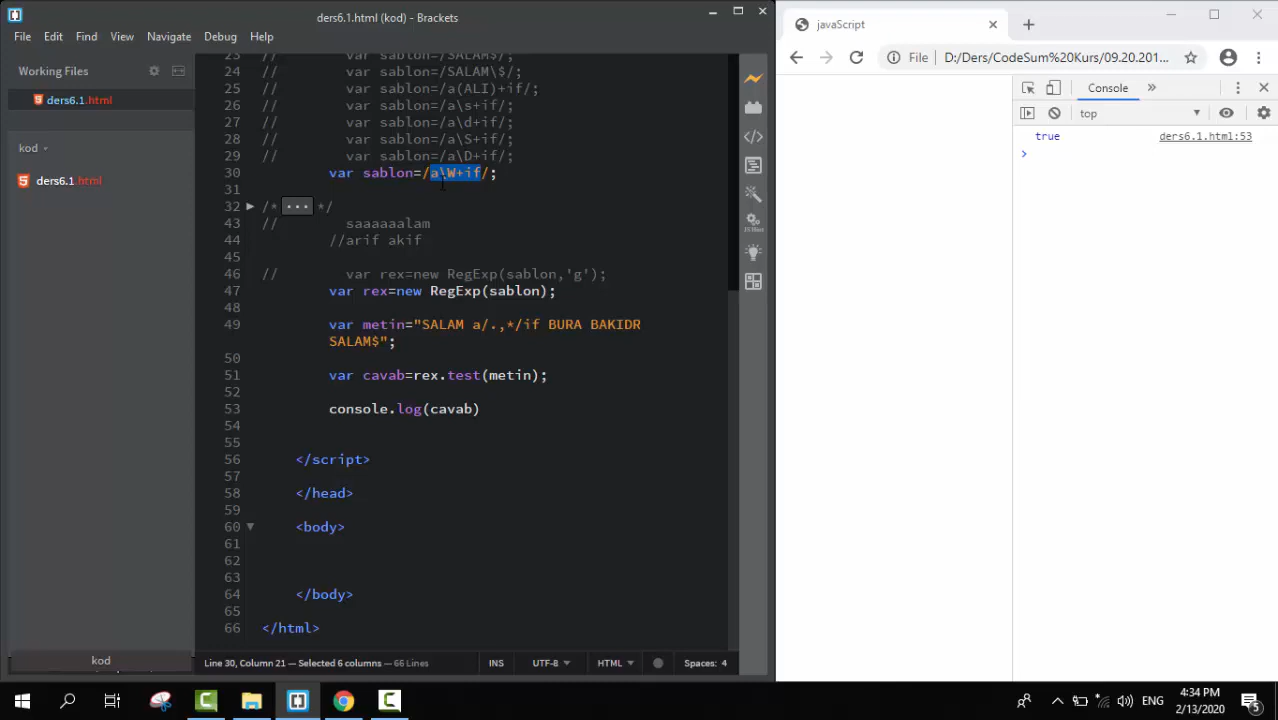 ders6.1.html (kod) - Brackets
File Edit Find View Navigate Debug Help
Working Files
ders6.1.html
kod
ders6.1.html
23 // var sablon=/SALAM$/;
24 // var sablon=/SALAM\$/;
25 // var sablon=/a(ALI)+if/;
26 // var sablon=/a\s+if/;
27 // var sablon=/a\d+if/;
28 // var sablon=/a\S+if/;
29 // var sablon=/a\D+if/;
30 var sablon=/a\W+if/;
31
32 /* ... */
43 // saaaaaalam
44 //arif akif
45
46 // var rex=new RegExp(sablon,'g');
47 var rex=new RegExp(sablon);
48
49 var metin="SALAM a/.,*/if BURA BAKIDR
SALAM$";
50
51 var cavab=rex.test(metin);
52
53 console.log(cavab)
54
55
56 </script>
57
58 </head>
59
60 <body>
61
62
63
64 </body>
65
66 </html>
kod
Line 30, Column 21 — Selected 6 columns — 66 Lines
INS UTF-8 HTML Spaces: 4
javaScript
File D:/Ders/CodeSum%20Kurs/09.20.201...
Console
top
true ders6.1.html:53
ENG
4:34 PM
2/13/2020
5